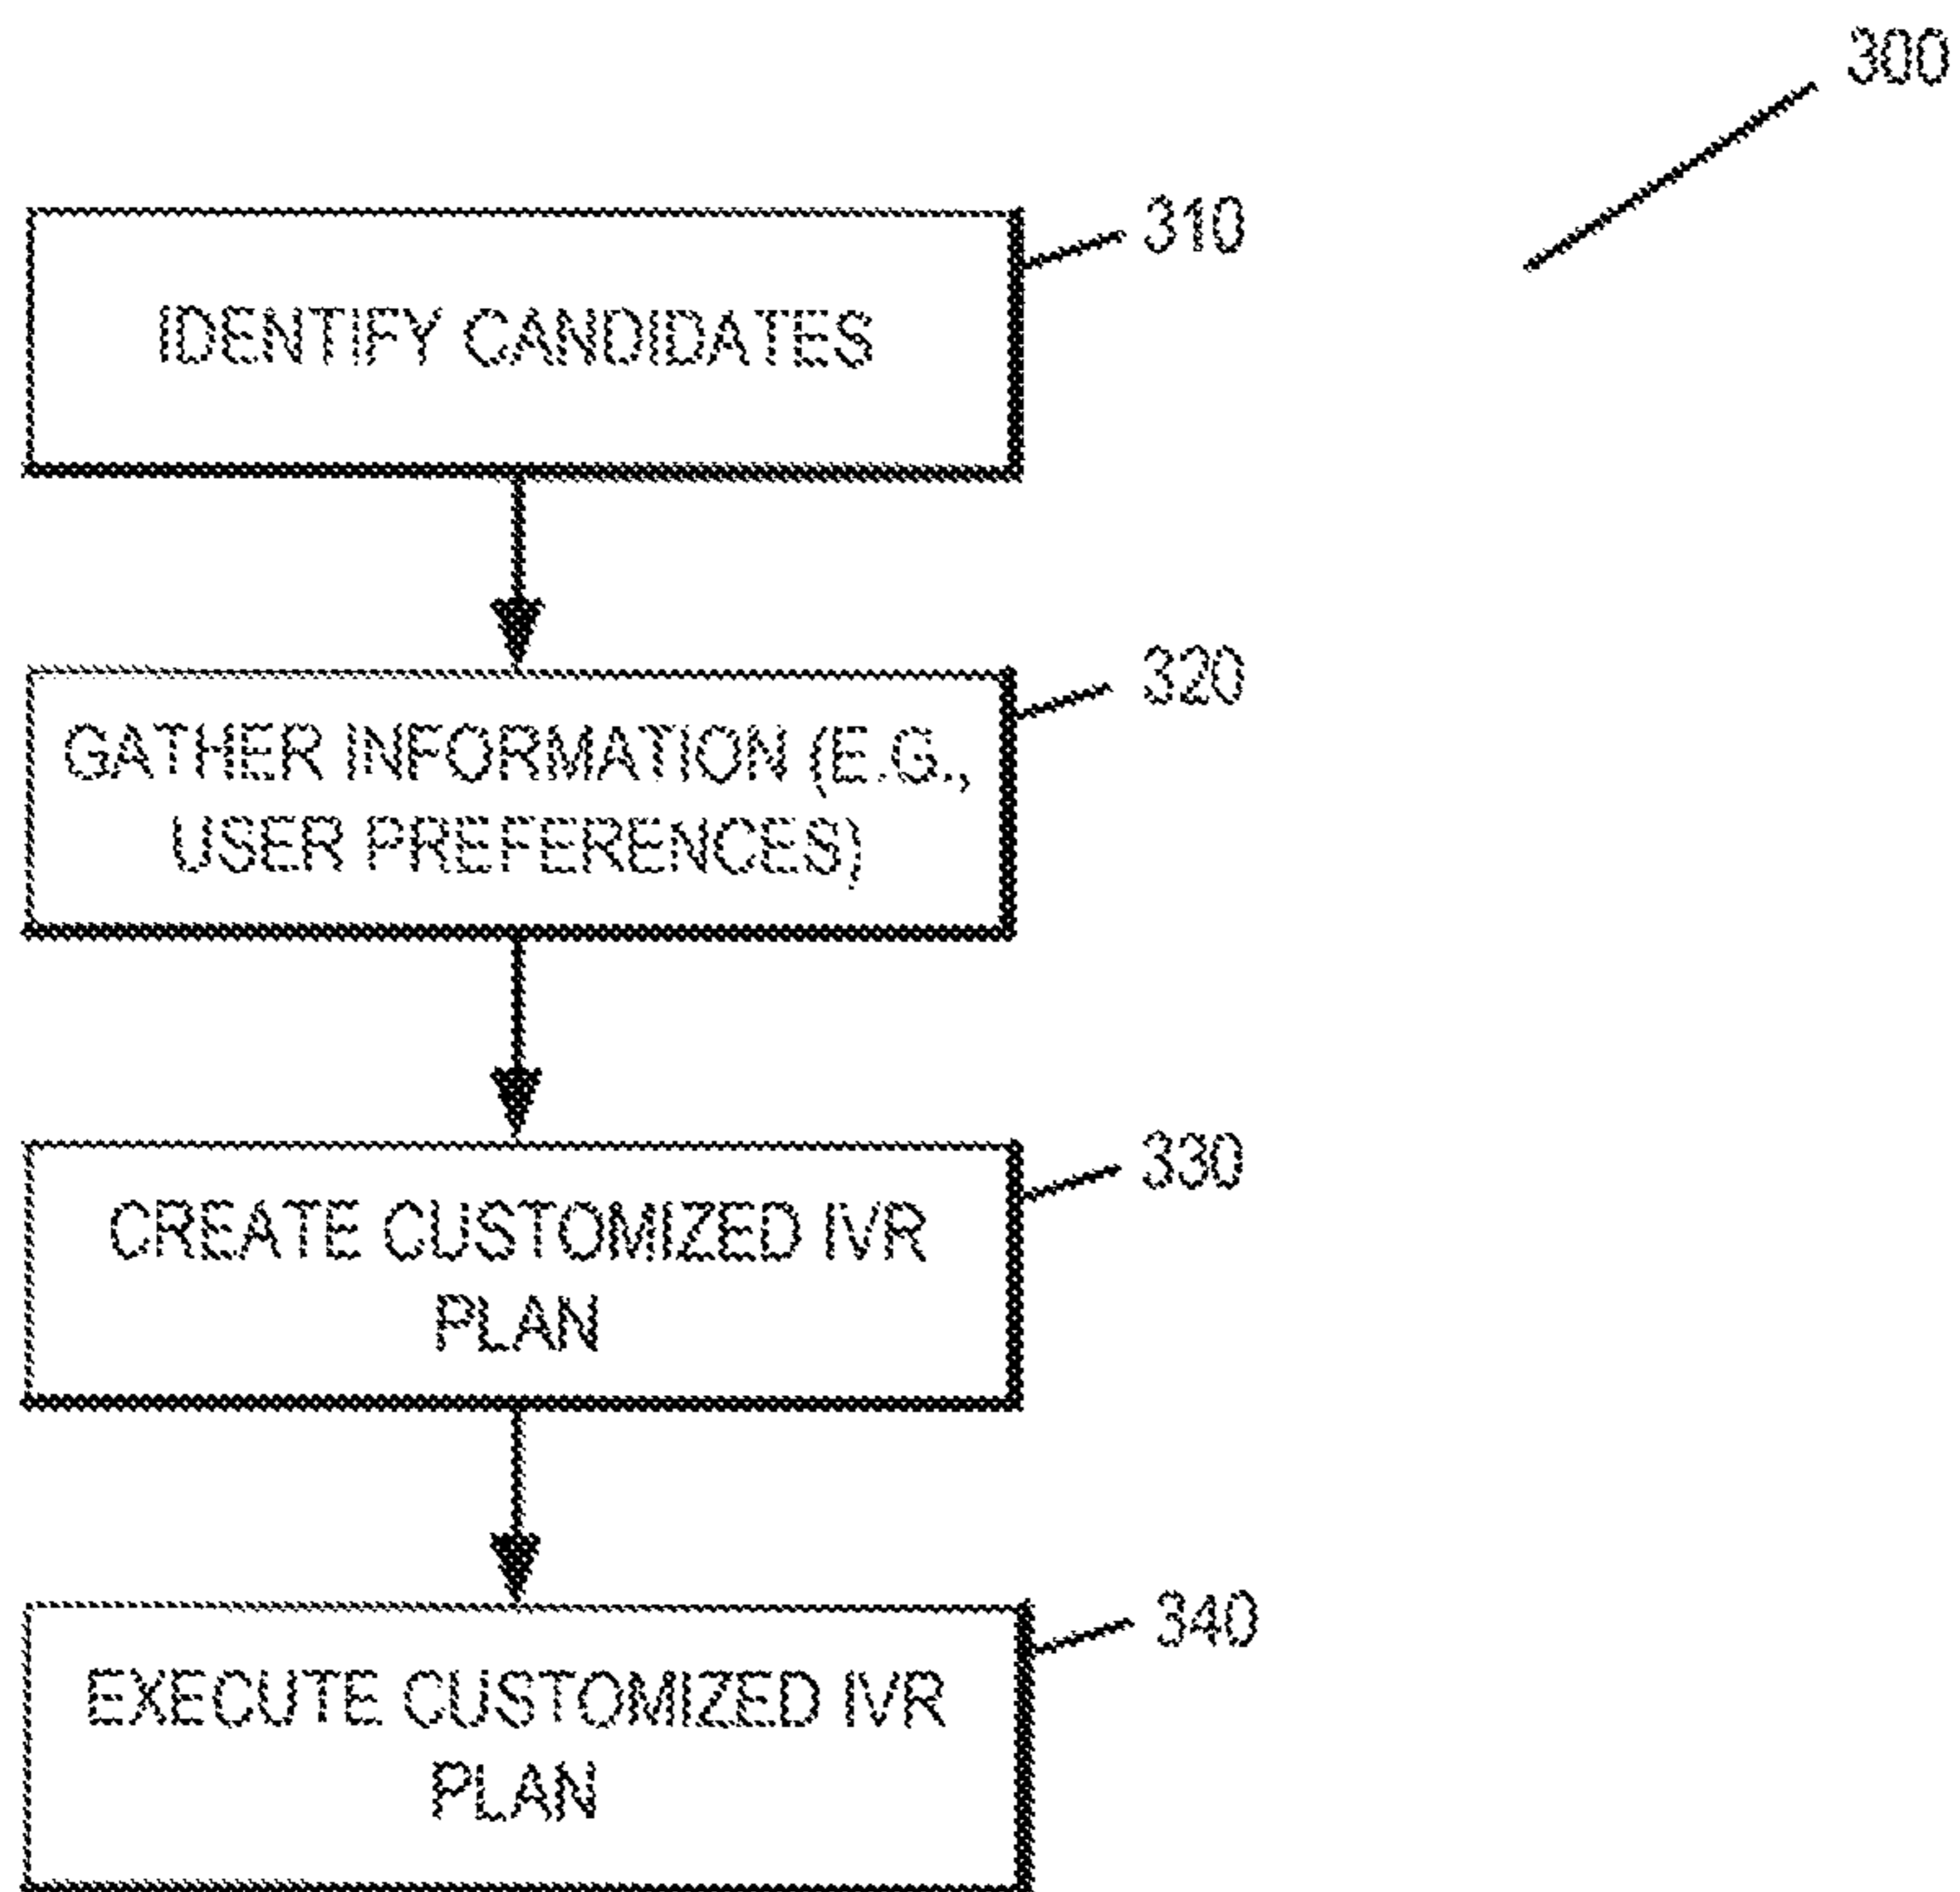 300
310
IDENTIFY CANDIDATES
320
GATHER INFORMATION (E.G.,
USER PREFERENCES)
330
CREATE CUSTOMIZED IVR
PLAN
340
EXECUTE CUSTOMIZED IVR
PLAN